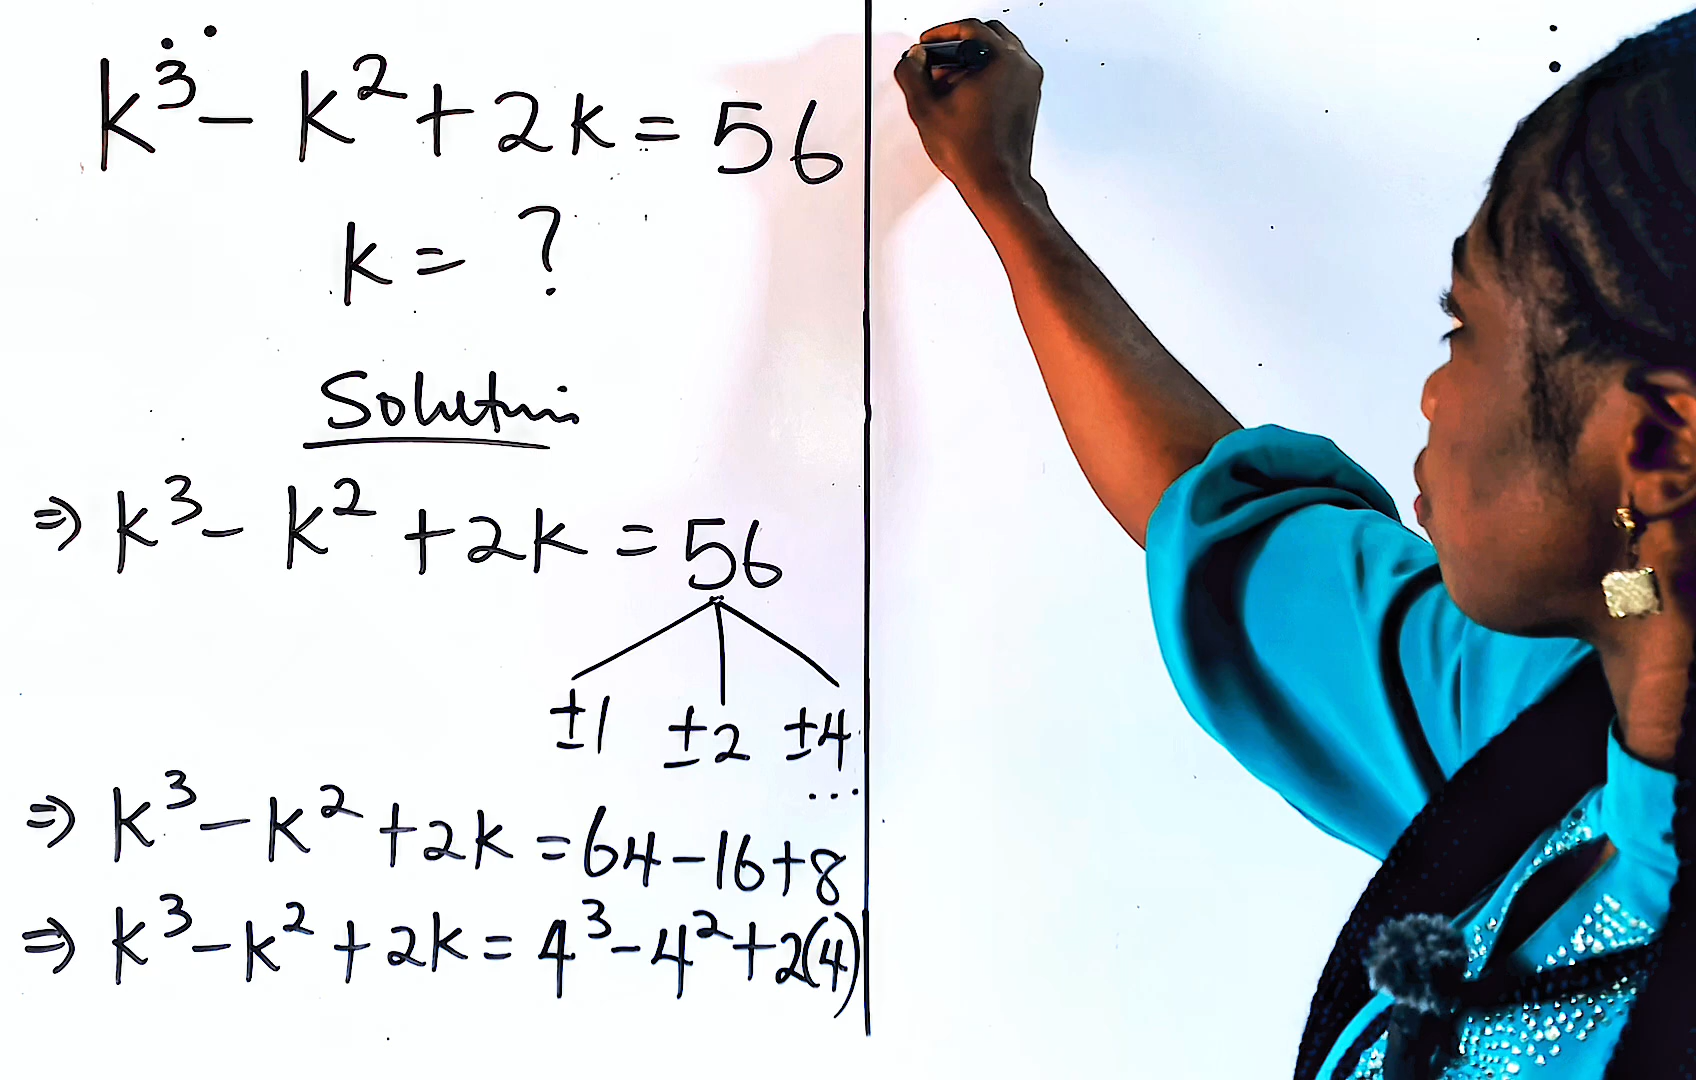 k³ - k² + 2k = 56
k = ?
Solution
⇒ k³ - k² + 2k = 56
±1 ±2 ±4 ...
⇒ k³ - k² + 2k = 64 - 16 + 8
⇒ k³ - k² + 2k = 4³ - 4² + 2(4)